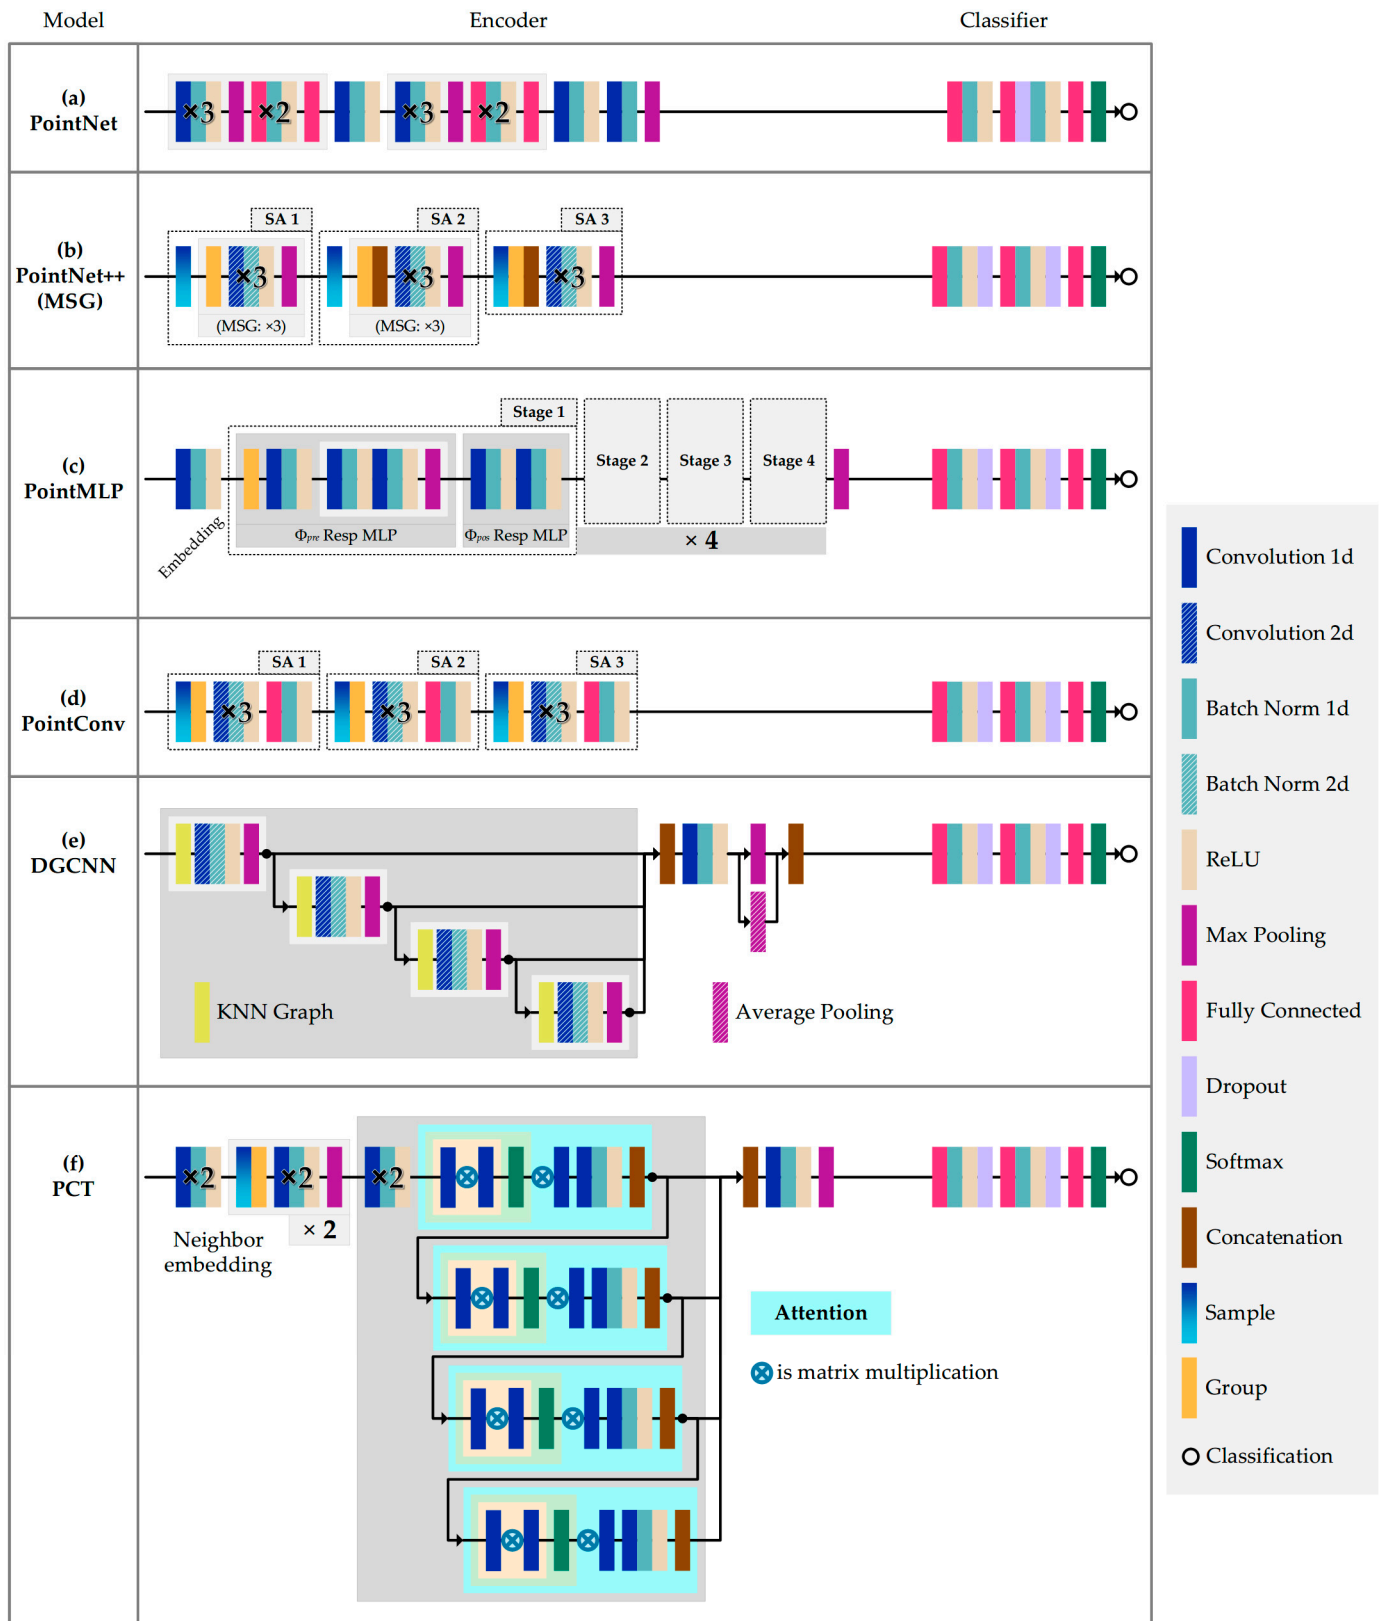 Model Encoder Classifier
(a)
PointNet
×3 ×2 ×3 ×2
(b)
PointNet++
(MSG)
SA 1 SA 2 SA 3
×3 ×3 ×3
(MSG: ×3) (MSG: ×3)
(c)
PointMLP
Stage 1
Stage 2 Stage 3 Stage 4
Φpre Resp MLP Φpos Resp MLP
× 4
Embedding
(d)
PointConv
SA 1 SA 2 SA 3
×3 ×3 ×3
(e)
DGCNN
KNN Graph
Average Pooling
(f)
PCT
×2 ×2 ×2
× 2
Neighbor
embedding
Attention
is matrix multiplication
Convolution 1d
Convolution 2d
Batch Norm 1d
Batch Norm 2d
ReLU
Max Pooling
Fully Connected
Dropout
Softmax
Concatenation
Sample
Group
Classification